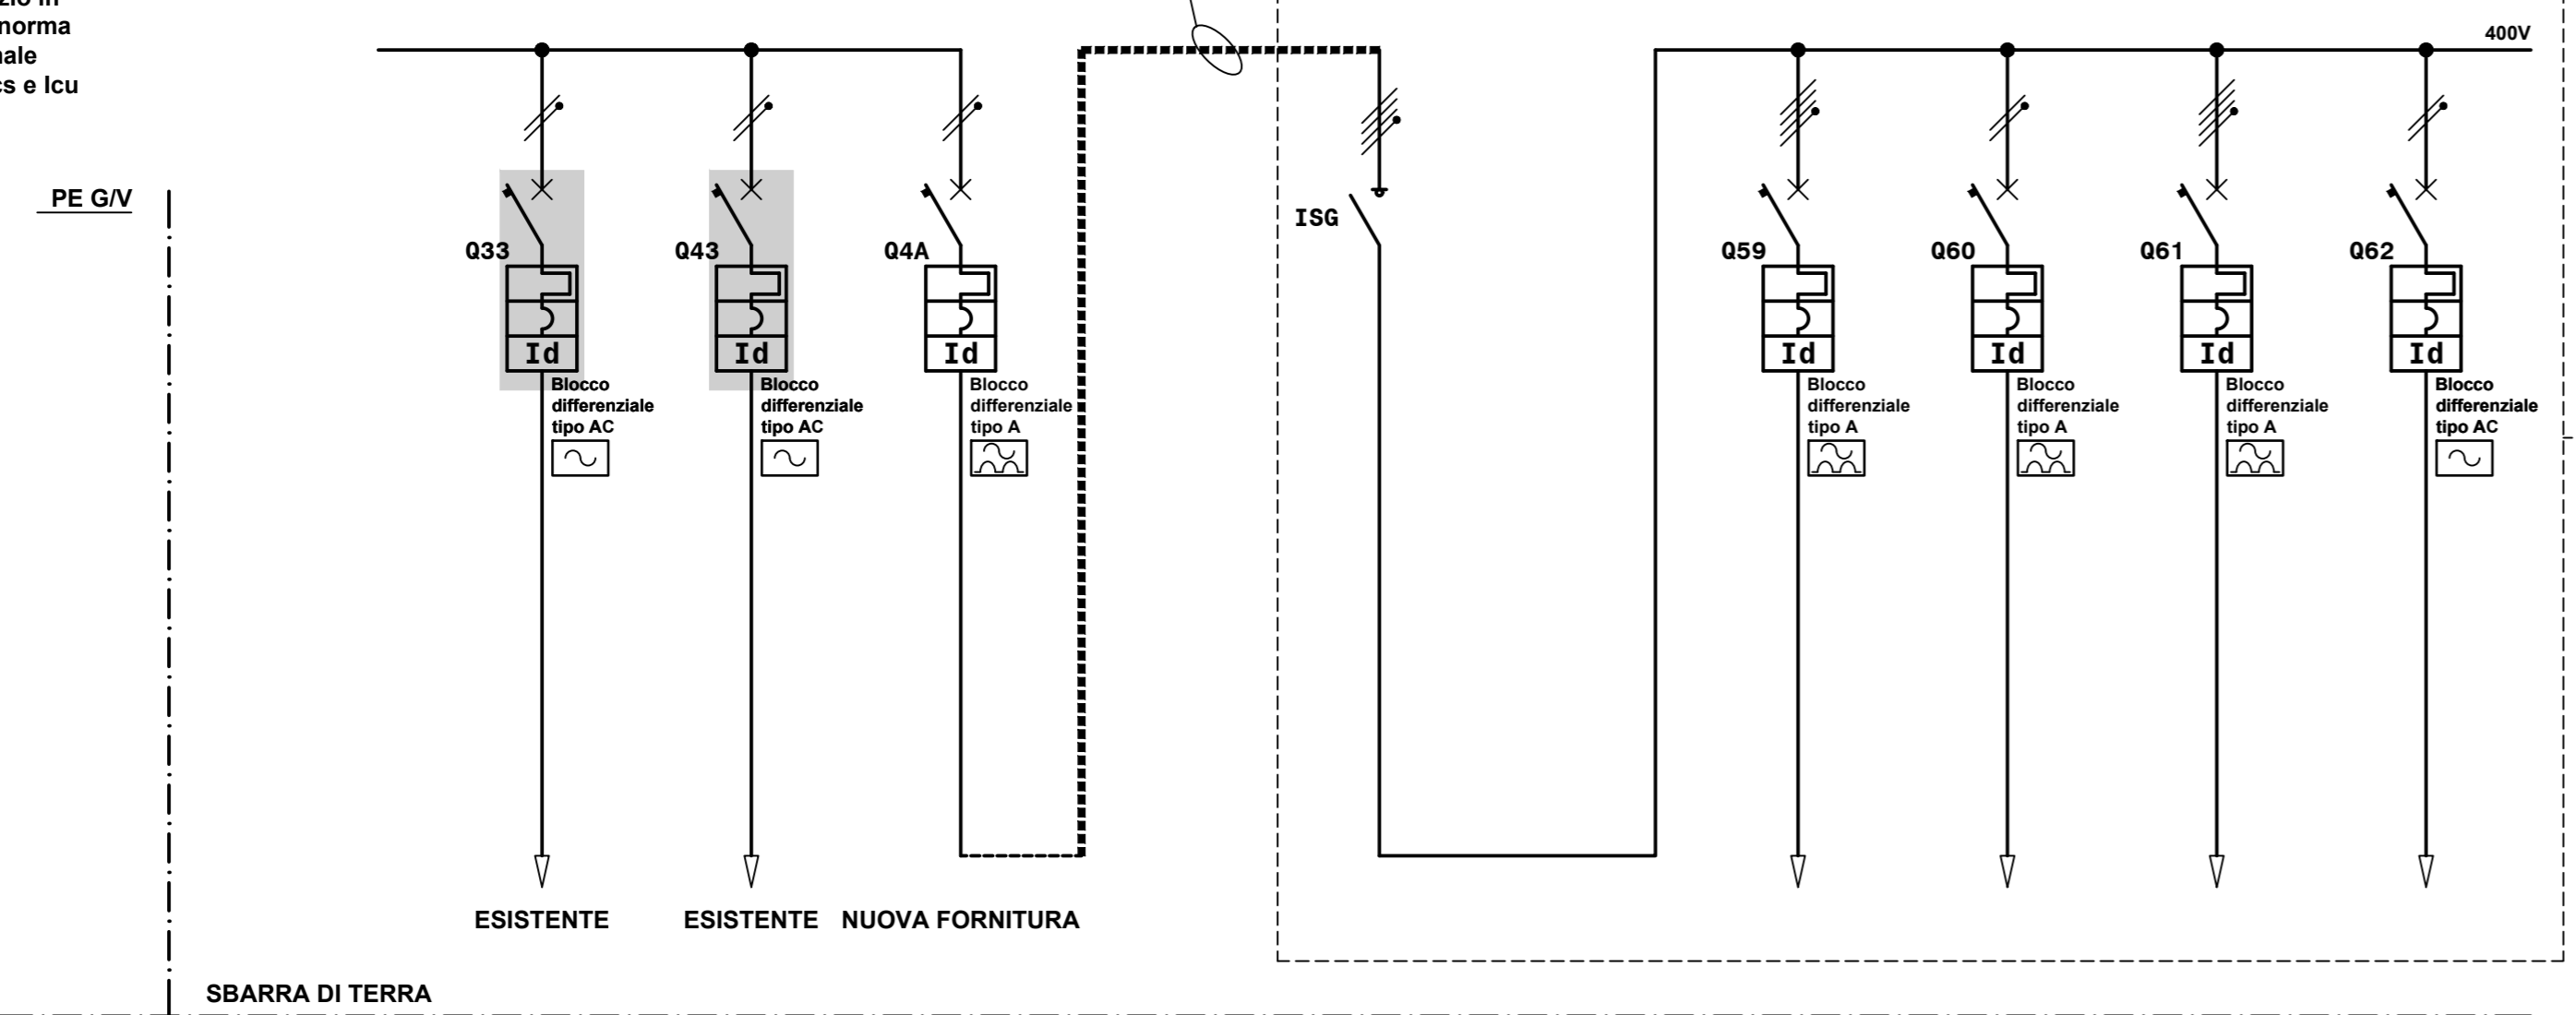 norma
e Icu
400V
PE G/V
ISG
Q33
Q43
Q4A
Q59
Q60
Q61
Q62
Id
Id
Id
Id
Id
Id
Id
Blocco
differenziale
tipo AC
Blocco
differenziale
tipo AC
Blocco
differenziale
tipo A
Blocco
differenziale
tipo A
Blocco
differenziale
tipo A
Blocco
differenziale
tipo A
Blocco
differenziale
tipo AC
ESISTENTE
ESISTENTE
NUOVA FORNITURA
SBARRA DI TERRA